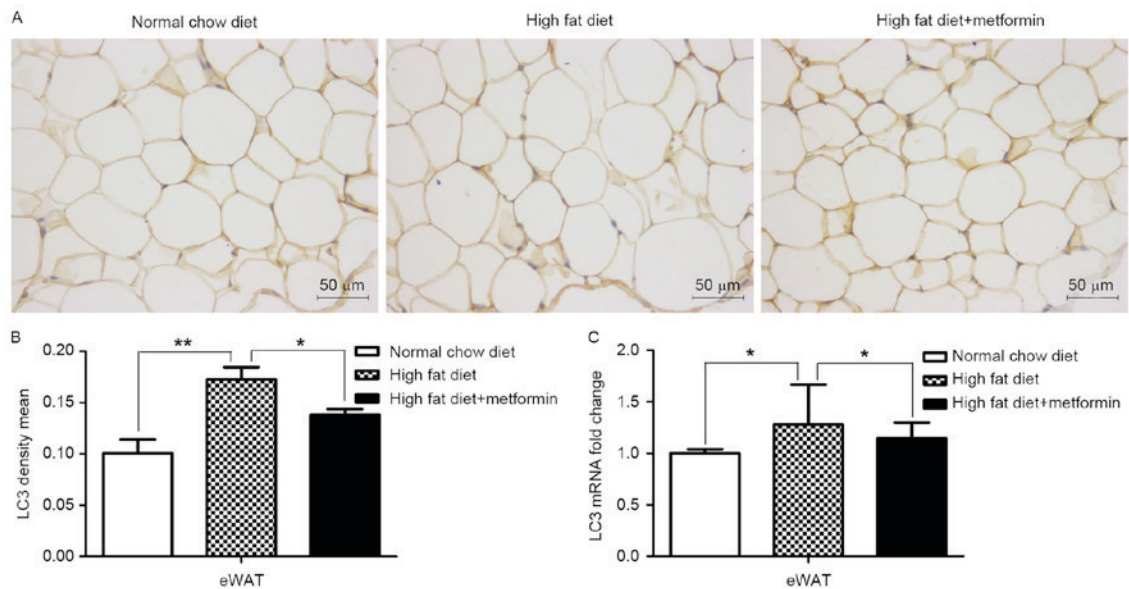 A
Normal chow diet
High fat diet
High fat diet+metformin
50 μm
50 μm
50 μm
B
LC3 density mean
0.20
0.15
0.10
0.05
0.00
**
*
eWAT
Normal chow diet
High fat diet
High fat diet+metformin
C
LC3 mRNA fold change
2.0
1.5
1.0
0.5
0.0
*
*
eWAT
Normal chow diet
High fat diet
High fat diet+metformin